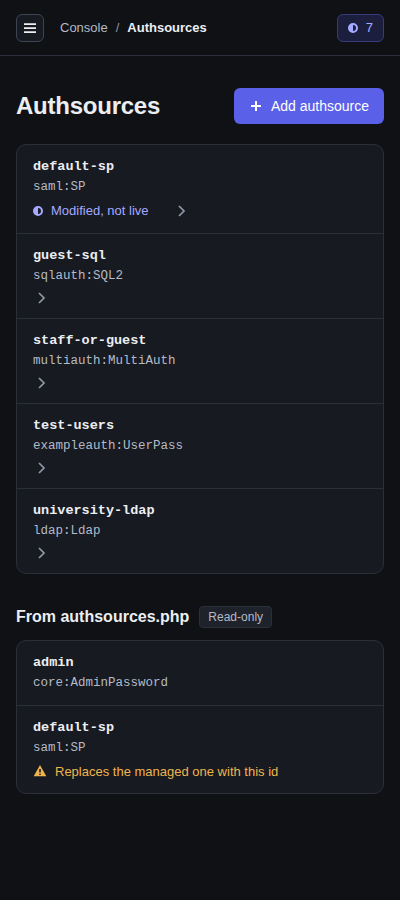 Console / Authsources
7
Authsources
Add authsource
default-sp
saml:SP
Modified, not live
guest-sql
sqlauth:SQL2
staff-or-guest
multiauth:MultiAuth
test-users
exampleauth:UserPass
university-ldap
ldap:Ldap
From authsources.php
Read-only
admin
core:AdminPassword
default-sp
saml:SP
Replaces the managed one with this id